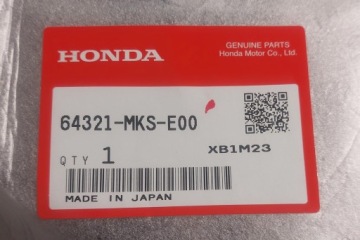 HONDA
GENUINE PARTS
Honda Motor Co., Ltd.
64321-MKS-E00
QTY 1
XB1M23
MADE IN JAPAN